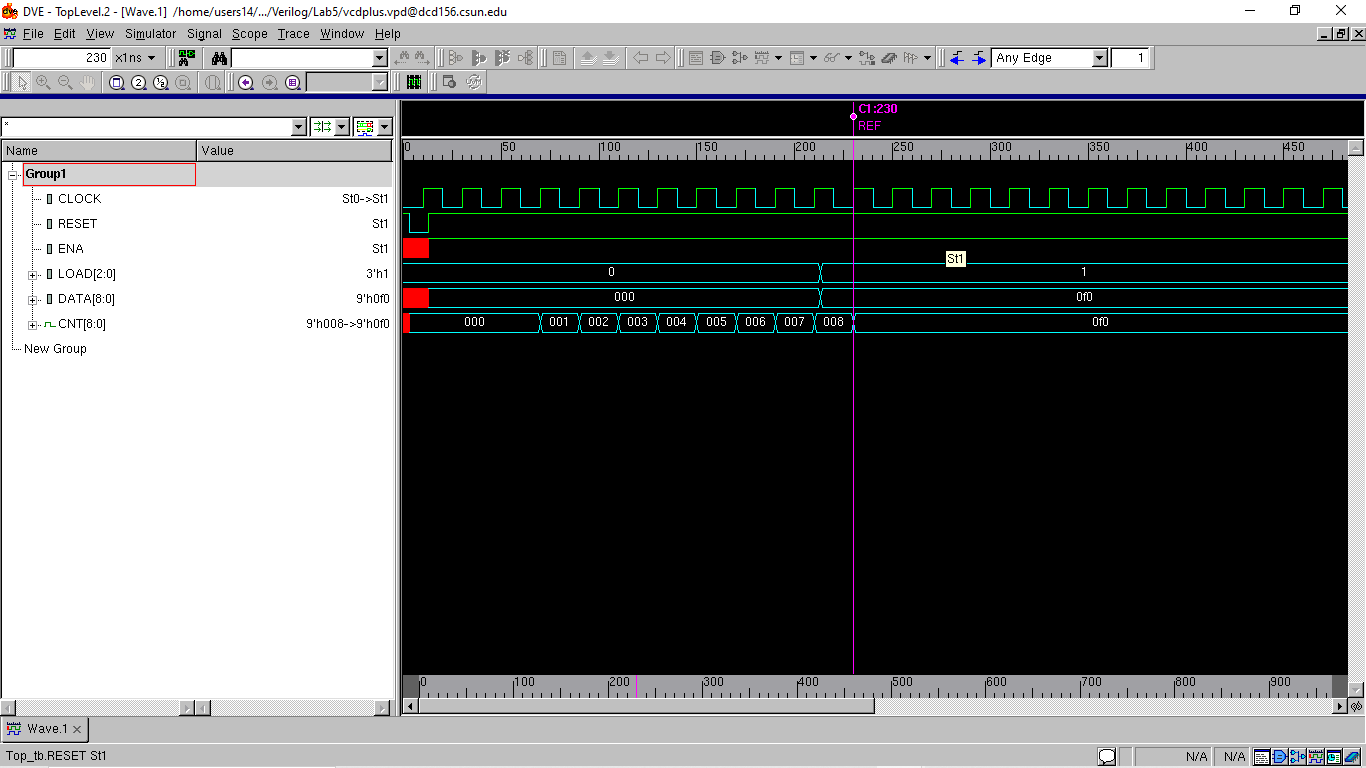 DVE - TopLevel.2 - [Wave.1]  /home/users14/.../Verilog/Lab5/vcdplus.vpd@dcd156.csun.edu
File Edit View Simulator Signal Scope Trace Window Help
230 x1ns Any Edge 1
C1:230
REF
*
Name Value
0 50 100 150 200 250 300 350 400 450
Group1
CLOCK St0->St1
RESET St1
ENA St1
St1
LOAD[2:0] 3'h1 0 1
DATA[8:0] 9'h0f0 000 0f0
CNT[8:0] 9'h008->9'h0f0 000 001 002 003 004 005 006 007 008 0f0
New Group
0 100 200 300 400 500 600 700 800 900
Wave.1
Top_tb.RESET St1 N/A N/A